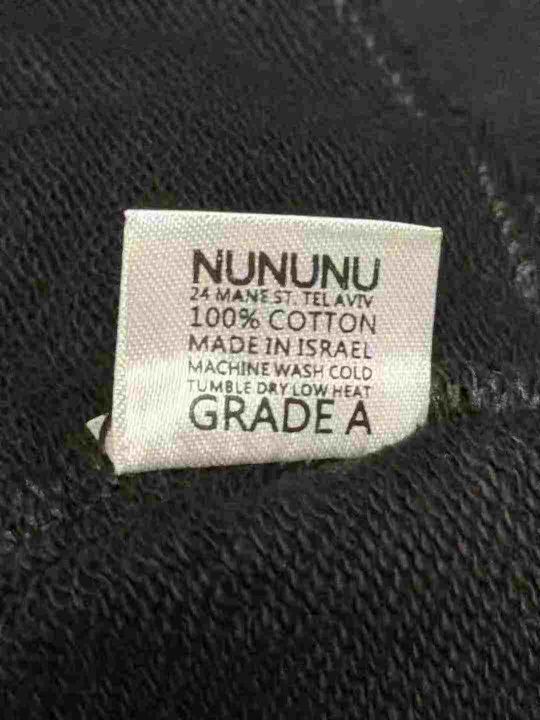 NUNUNU
24 MANE ST. TEL AVIV
100% COTTON
MADE IN ISRAEL
MACHINE WASH COLD
TUMBLE DRY LOW HEAT
GRADE A